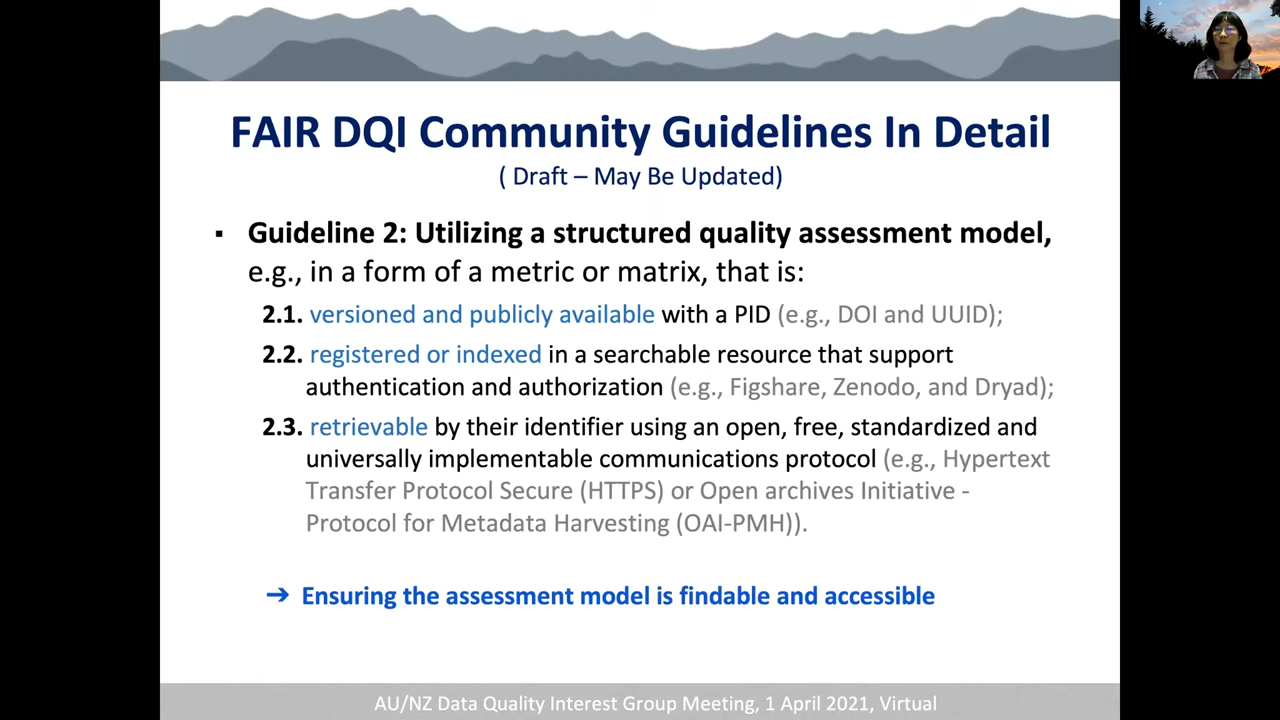 FAIR DQI Community Guidelines In Detail
( Draft – May Be Updated)
▪ Guideline 2: Utilizing a structured quality assessment model,
e.g., in a form of a metric or matrix, that is:
2.1. versioned and publicly available with a PID (e.g., DOI and UUID);
2.2. registered or indexed in a searchable resource that support
authentication and authorization (e.g., Figshare, Zenodo, and Dryad);
2.3. retrievable by their identifier using an open, free, standardized and
universally implementable communications protocol (e.g., Hypertext
Transfer Protocol Secure (HTTPS) or Open archives Initiative -
Protocol for Metadata Harvesting (OAI-PMH)).
➔ Ensuring the assessment model is findable and accessible
AU/NZ Data Quality Interest Group Meeting, 1 April 2021, Virtual